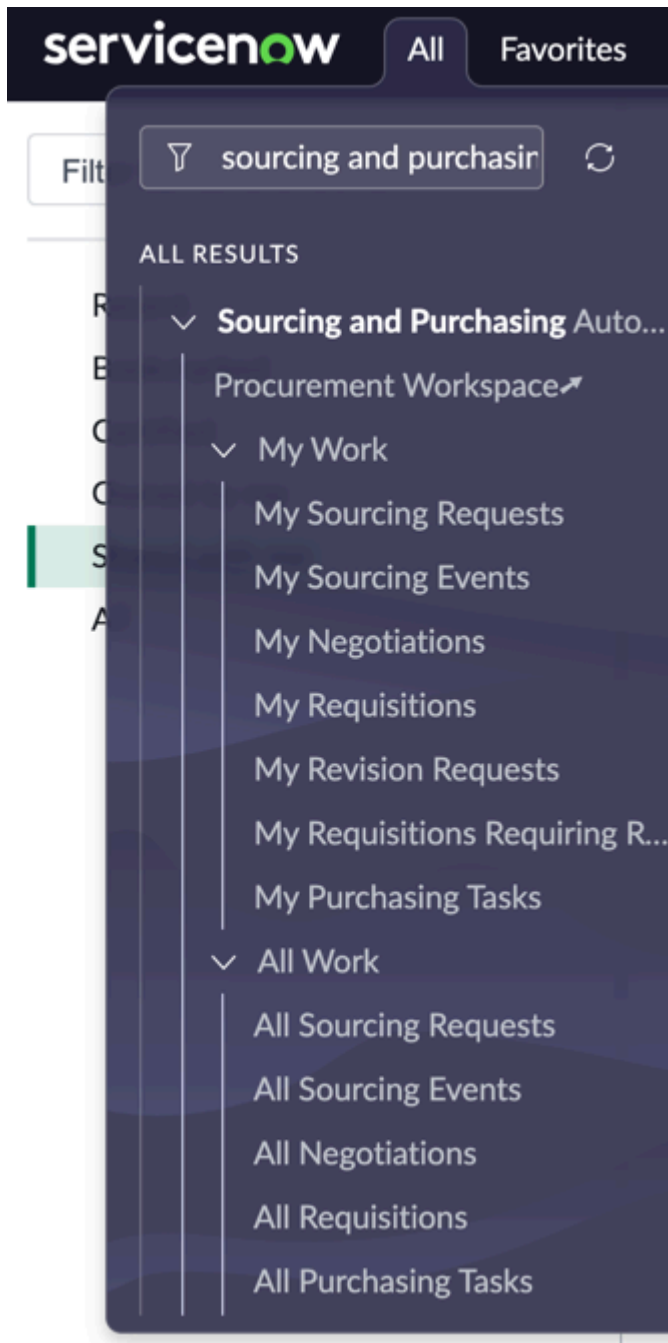 servicenow All Favorites
Filt
sourcing and purchasin
ALL RESULTS
Sourcing and Purchasing Auto...
Procurement Workspace
My Work
My Sourcing Requests
My Sourcing Events
My Negotiations
My Requisitions
My Revision Requests
My Requisitions Requiring R...
My Purchasing Tasks
All Work
All Sourcing Requests
All Sourcing Events
All Negotiations
All Requisitions
All Purchasing Tasks